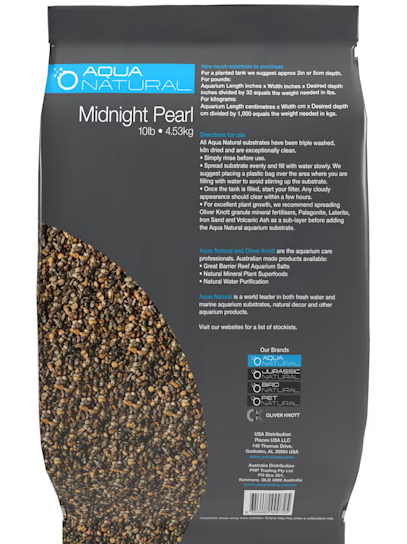 AQUA
NATURAL
Midnight Pearl
10lb • 4.53kg
How much substrate to purchase
For a planted tank we suggest approx 2in or 5cm depth.
For pounds:
Aquarium Length inches x Width inches x Desired depth
inches divided by 32 equals the weight needed in lbs.
For kilograms:
Aquarium Length centimetres x Width cm x Desired depth
cm divided by 1,000 equals the weight needed in kgs.
Directions for use
All Aqua Natural substrates have been triple washed,
kiln dried and are exceptionally clean.
• Simply rinse before use.
• Spread substrate evenly and fill with water slowly. We
suggest placing a plastic bag over the area where you are
filling with water to avoid stirring up the substrate.
• Once the tank is filled, start your filter. Any cloudy
appearance should clear within a few hours.
• For excellent plant growth, we recommend spreading
Oliver Knott granule mineral fertilisers, Palagonite, Laterite,
Iron Sand and Volcanic Ash as a sub-layer before adding
the Aqua Natural aquarium substrate.
Aqua Natural and Oliver Knott are the aquarium care
professionals. Australian made products available:
• Great Barrier Reef Aquarium Salts
• Natural Mineral Plant Superfoods
• Natural Water Purification
Aqua Natural is a world leader in both fresh water and
marine aquarium substrates, natural decor and other
aquarium products.
Visit our websites for a list of stockists.
Our Brands
AQUA
NATURAL
JURASSIC
NATURAL
BIRD
NATURAL
PET
NATURAL
OLIVER KNOTT
USA Distribution
Pisces USA LLC
140 Thomas Drive,
Gadsden, AL 35904 USA
Australia Distribution
PMP Trading Pty Ltd
PO Box 201,
Kenmore, QLD 4069 Australia